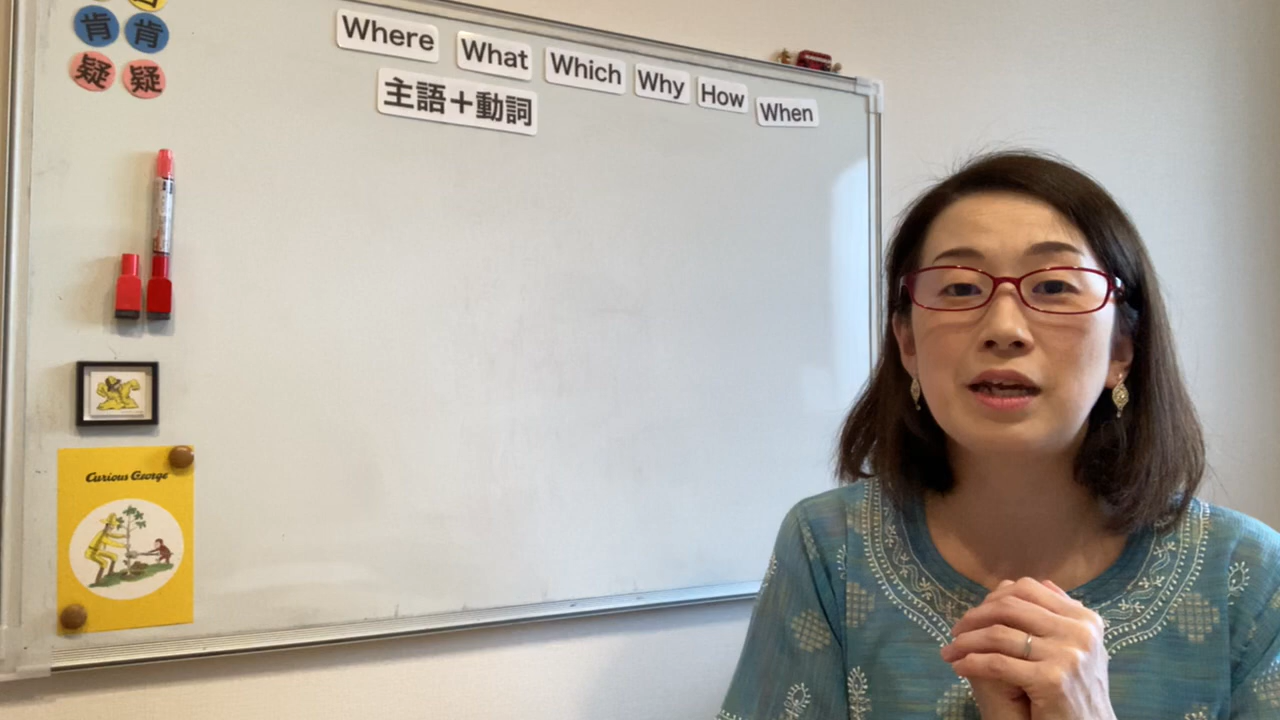 肯 肯
疑 疑
Where What Which Why How When
主語＋動詞
Curious George